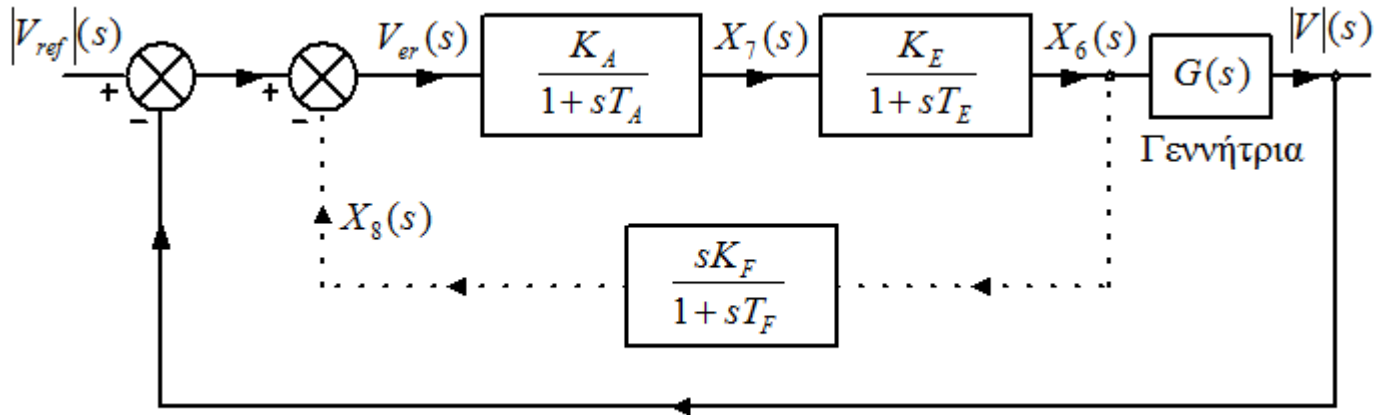 |V_ref|(s)
+
−
+
−
V_er(s)
K_A
1 + sT_A
X_7(s)
K_E
1 + sT_E
X_6(s)
G(s)
|V|(s)
Γεννήτρια
X_8(s)
sK_F
1 + sT_F